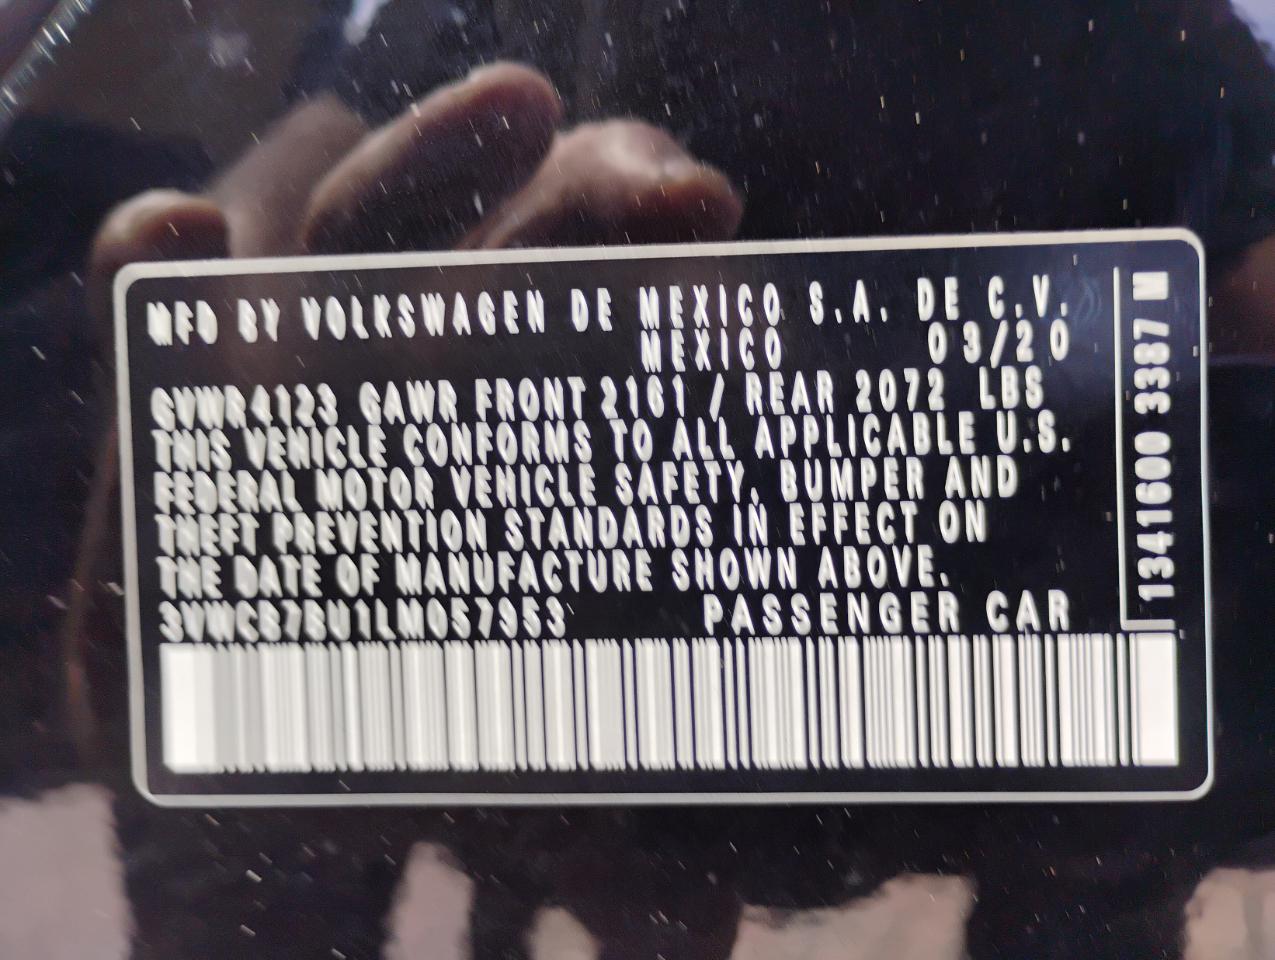 MFD BY VOLKSWAGEN DE MEXICO S.A. DE C.V.
MEXICO 03/20
GVWR4123 GAWR FRONT 2161 / REAR 2072 LBS
THIS VEHICLE CONFORMS TO ALL APPLICABLE U.S.
FEDERAL MOTOR VEHICLE SAFETY, BUMPER AND
THEFT PREVENTION STANDARDS IN EFFECT ON
THE DATE OF MANUFACTURE SHOWN ABOVE.
3VWCB7BU1LM057953 PASSENGER CAR
1341600 3387 M